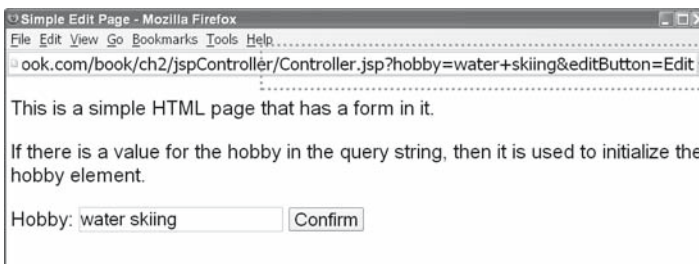 Simple Edit Page - Mozilla Firefox
File Edit View Go Bookmarks Tools Help
ook.com/book/ch2/jspController/Controller.jsp?hobby=water+skiing&editButton=Edit
This is a simple HTML page that has a form in it.
If there is a value for the hobby in the query string, then it is used to initialize the
hobby element.
Hobby: water skiing Confirm